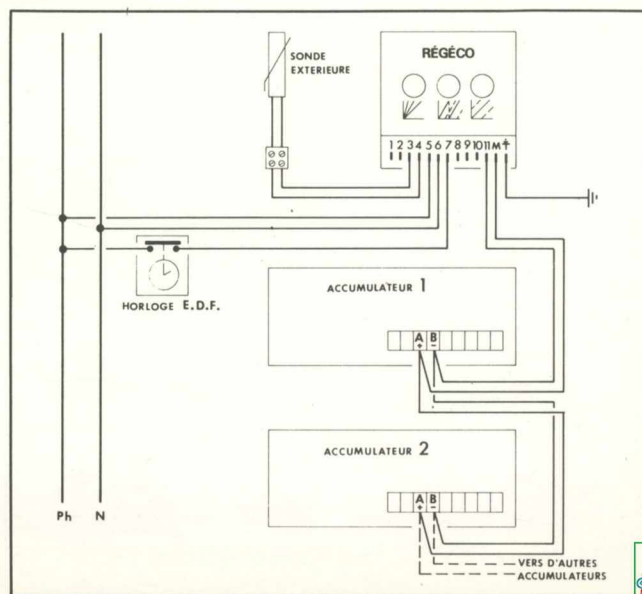 SONDE
EXTERIEURE
RÉGÉCO
1 2 3 4 5 6 7 8 9 10 11 M
HORLOGE E.D.F.
ACCUMULATEUR 1
A B
+ –
ACCUMULATEUR 2
A B
+ –
Ph N
VERS D'AUTRES
ACCUMULATEURS